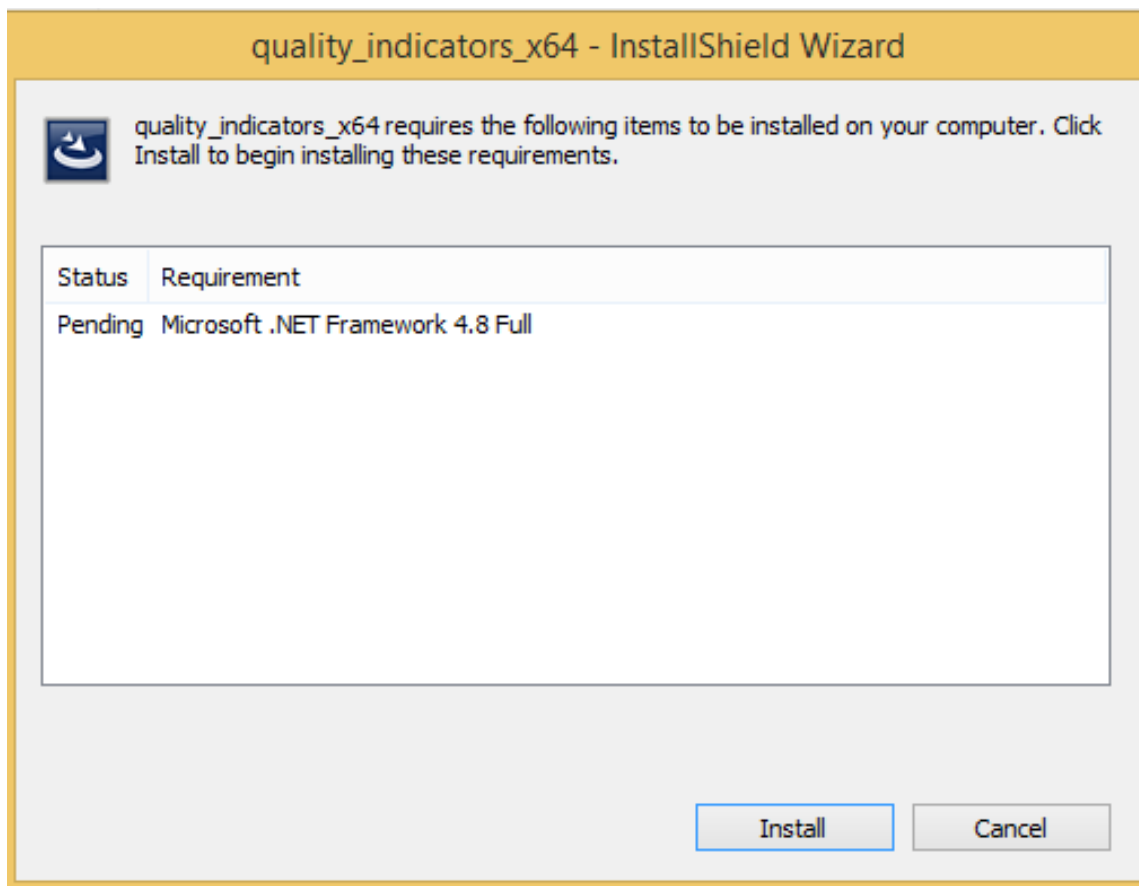 quality_indicators_x64 - InstallShield Wizard
quality_indicators_x64 requires the following items to be installed on your computer. Click
Install to begin installing these requirements.
Status Requirement
Pending Microsoft .NET Framework 4.8 Full
Install Cancel